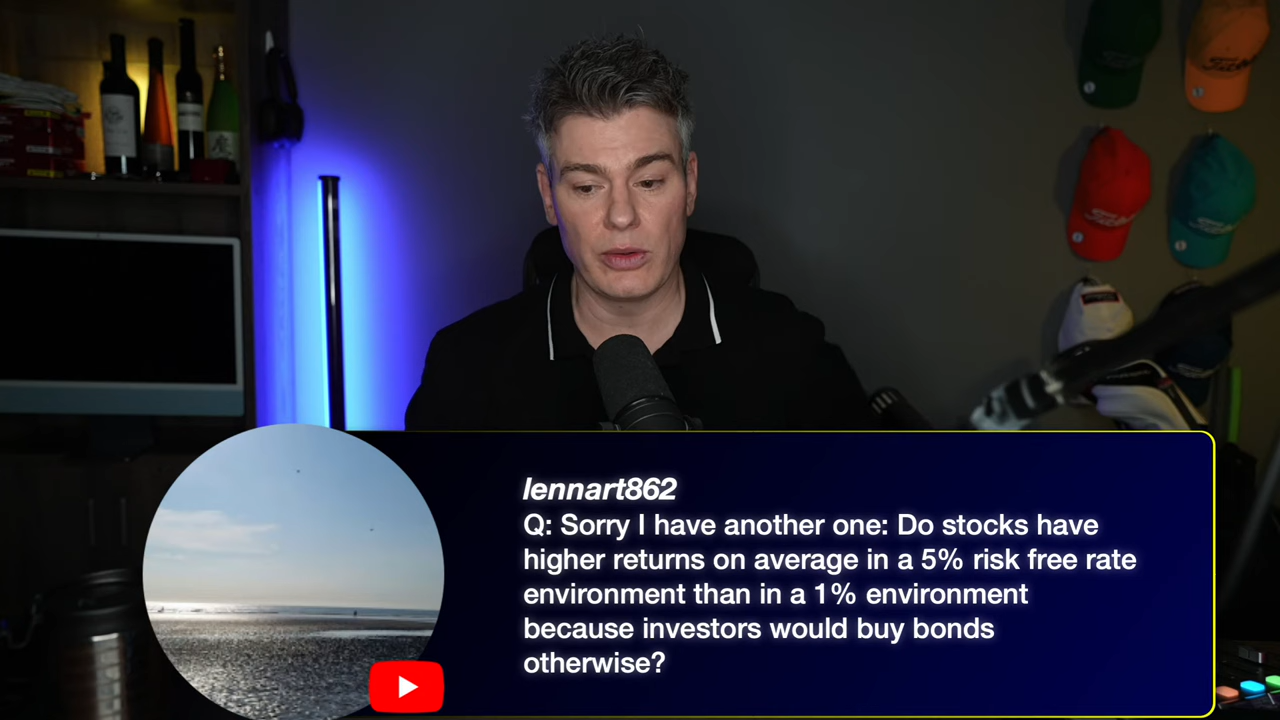 lennart862
Q: Sorry I have another one: Do stocks have
higher returns on average in a 5% risk free rate
environment than in a 1% environment
because investors would buy bonds
otherwise?